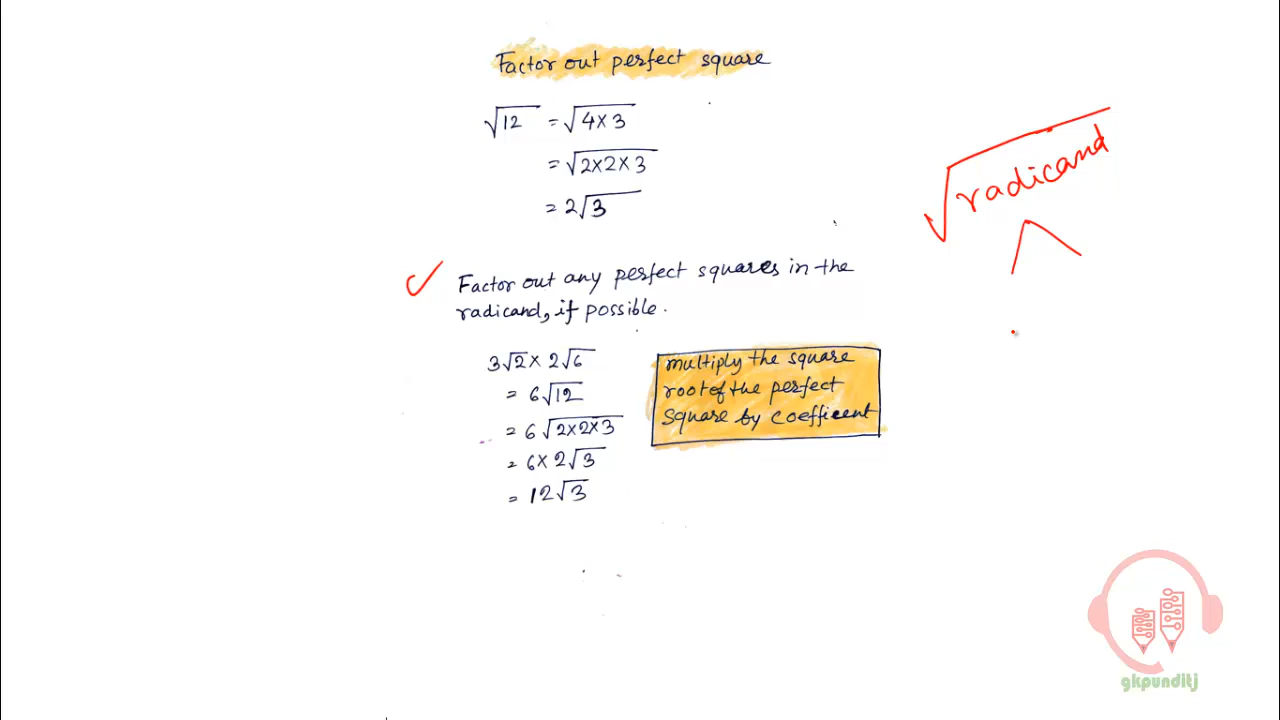 Factor out perfect square
√12 = √4×3
= √2×2×3
= 2√3
√radicand
✓ Factor out any perfect squares in the
radicand, if possible.
3√2 × 2√6
= 6√12
= 6√2×2×3
= 6×2√3
= 12√3
multiply the square
root of the perfect
square by coefficent
gkpunditj